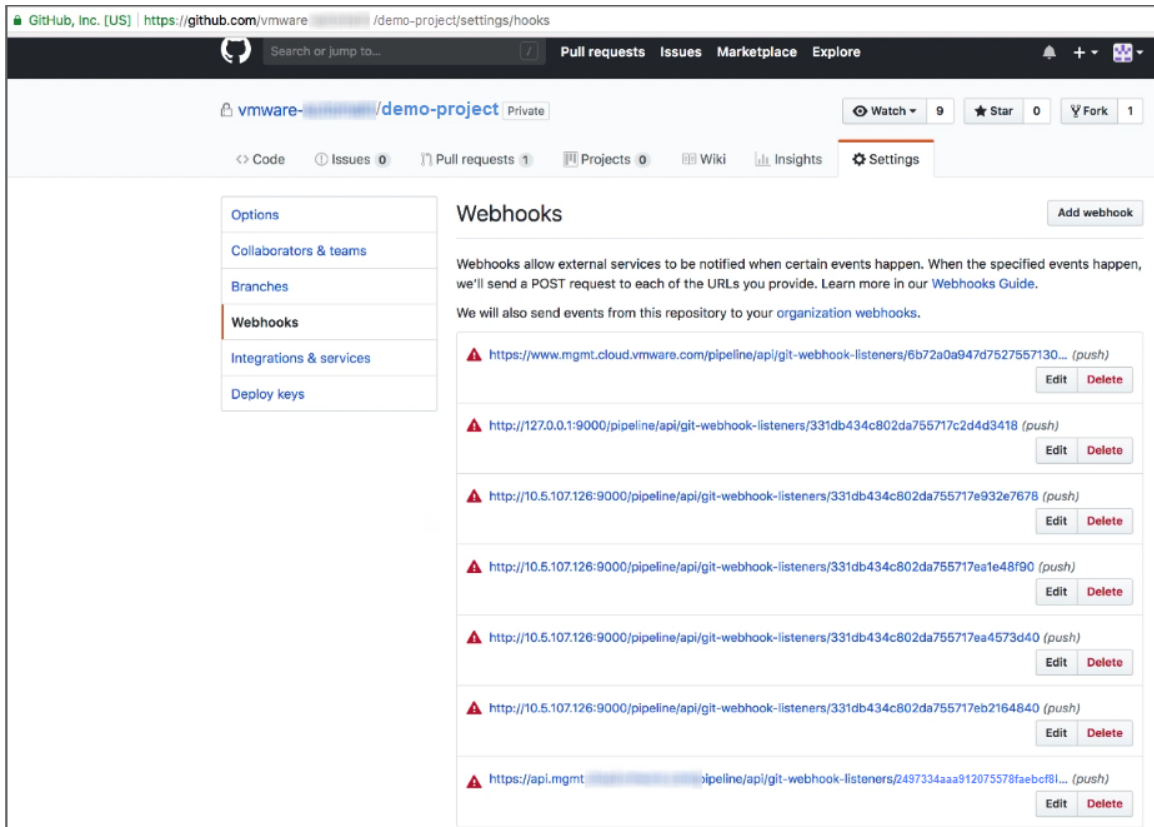 GitHub, Inc. [US] https://github.com/vmware /demo-project/settings/hooks
Search or jump to... / Pull requests Issues Marketplace Explore
vmware- /demo-project Private Watch 9 Star 0 Fork 1
Code Issues 0 Pull requests 1 Projects 0 Wiki Insights Settings
Options
Collaborators & teams
Branches
Webhooks
Integrations & services
Deploy keys
Webhooks Add webhook
Webhooks allow external services to be notified when certain events happen. When the specified events happen,
we'll send a POST request to each of the URLs you provide. Learn more in our Webhooks Guide.
We will also send events from this repository to your organization webhooks.
https://www.mgmt.cloud.vmware.com/pipeline/api/git-webhook-listeners/6b72a0a947d7527557130... (push)
Edit Delete
http://127.0.0.1:9000/pipeline/api/git-webhook-listeners/331db434c802da755717c2d4d3418 (push)
Edit Delete
http://10.5.107.126:9000/pipeline/api/git-webhook-listeners/331db434c802da755717e932e7678 (push)
Edit Delete
http://10.5.107.126:9000/pipeline/api/git-webhook-listeners/331db434c802da755717ea1e48f90 (push)
Edit Delete
http://10.5.107.126:9000/pipeline/api/git-webhook-listeners/331db434c802da755717ea4573d40 (push)
Edit Delete
http://10.5.107.126:9000/pipeline/api/git-webhook-listeners/331db434c802da755717eb2164840 (push)
Edit Delete
https://api.mgmt pipeline/api/git-webhook-listeners/2497334aaa912075578faebcf8l... (push)
Edit Delete